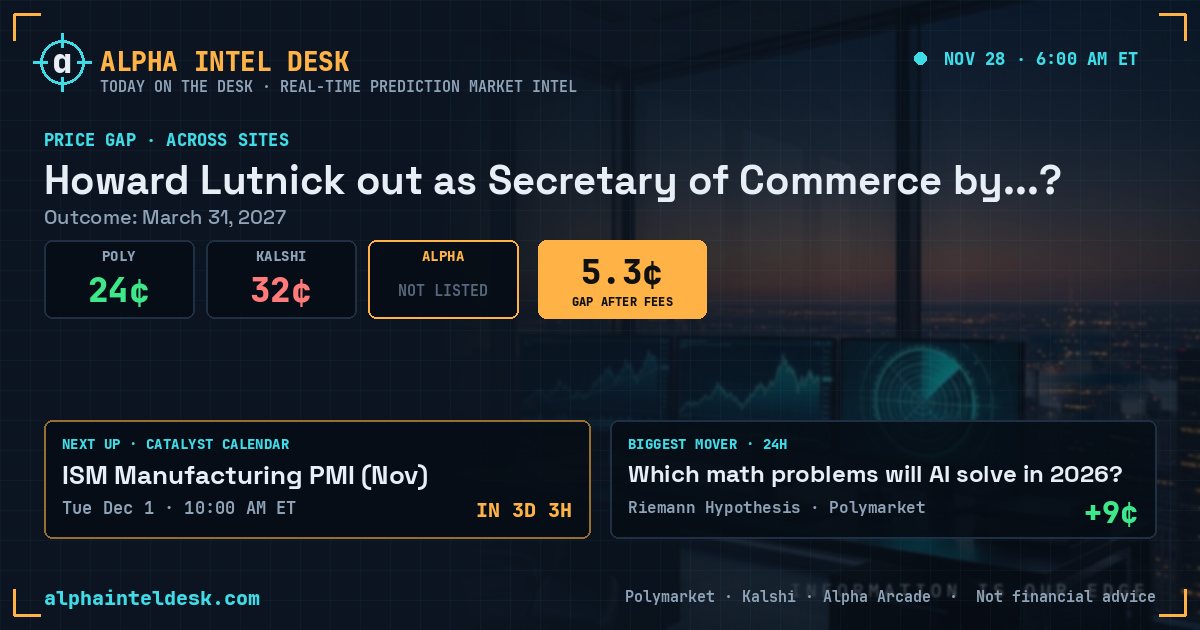 α
ALPHA INTEL DESK
TODAY ON THE DESK · REAL-TIME PREDICTION MARKET INTEL
NOV 28 · 6:00 AM ET
PRICE GAP · ACROSS SITES
Howard Lutnick out as Secretary of Commerce by...?
Outcome: March 31, 2027
POLY
24¢
KALSHI
32¢
ALPHA
NOT LISTED
5.3¢
GAP AFTER FEES
NEXT UP · CATALYST CALENDAR
ISM Manufacturing PMI (Nov)
Tue Dec 1 · 10:00 AM ET
IN 3D 3H
BIGGEST MOVER · 24H
Which math problems will AI solve in 2026?
Riemann Hypothesis · Polymarket
+9¢
INFORMATION IS OUR EDGE
alphainteldesk.com
Polymarket · Kalshi · Alpha Arcade · Not financial advice